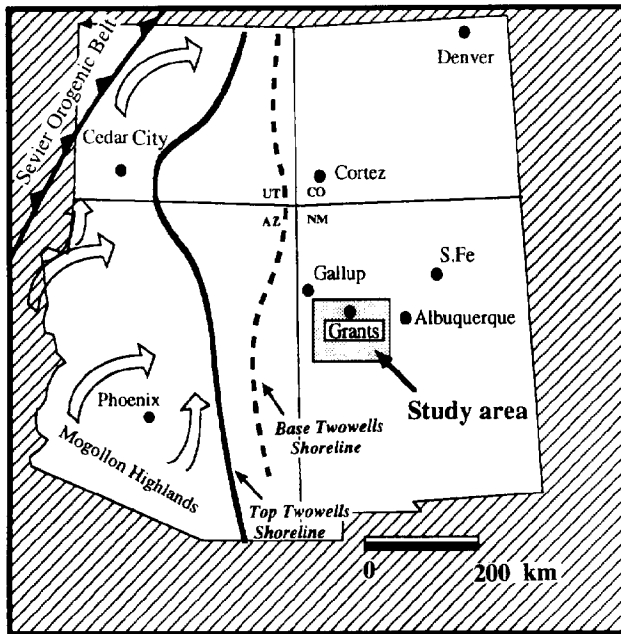 Sevier Orogenic Belt
Denver
Cedar City
Cortez
UT
CO
AZ
NM
S.Fe
Gallup
Albuquerque
Grants
Study area
Phoenix
Base Twowells
Shoreline
Mogollon Highlands
Top Twowells
Shoreline
0
200 km